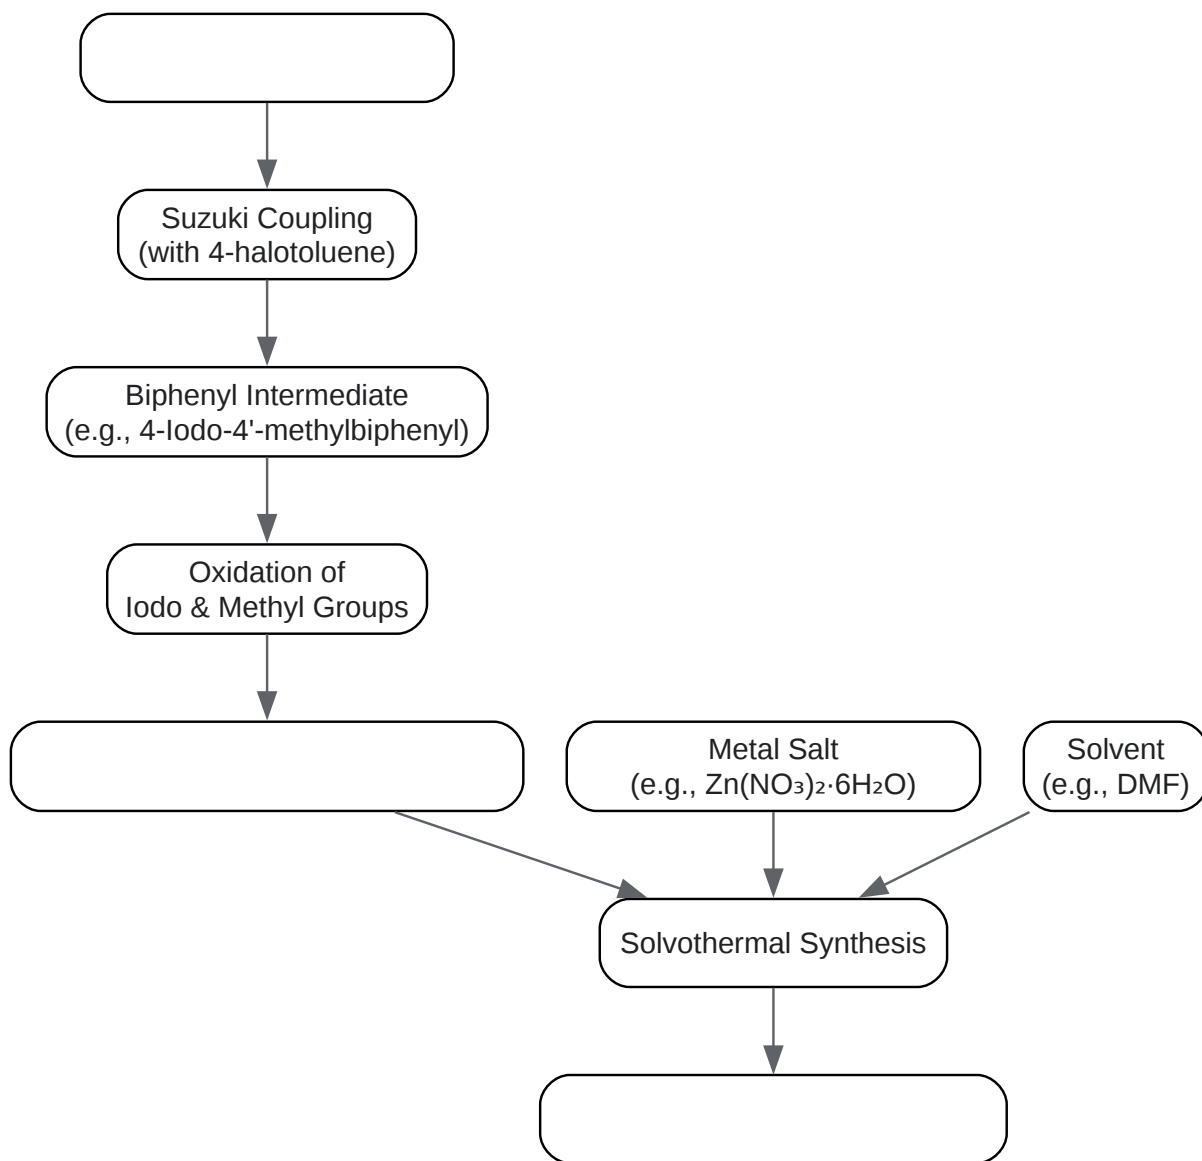 Suzuki Coupling
(with 4-halotoluene)
Biphenyl Intermediate
(e.g., 4-Iodo-4'-methylbiphenyl)
Oxidation of
Iodo & Methyl Groups
Metal Salt
(e.g., Zn(NO₃)₂·6H₂O)
Solvent
(e.g., DMF)
Solvothermal Synthesis